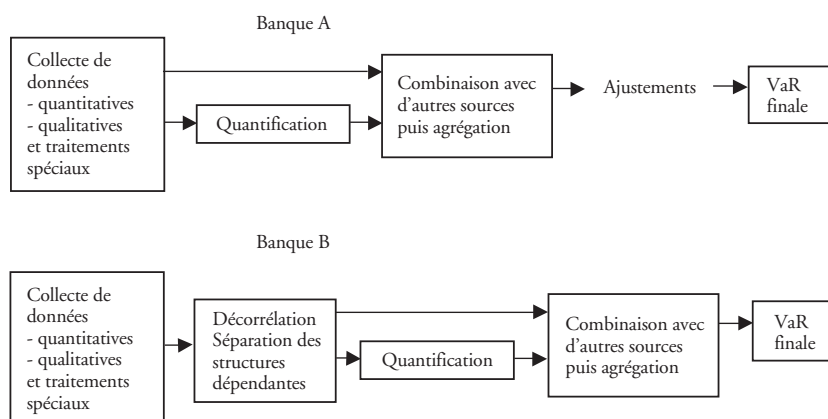 Banque A
Collecte de
données
- quantitatives
- qualitatives
et traitements
spéciaux
Quantification
Combinaison avec
d'autres sources
puis agrégation
Ajustements
VaR
finale
Banque B
Collecte de
données
- quantitatives
- qualitatives
et traitements
spéciaux
Décorrélation
Séparation des
structures
dépendantes
Quantification
Combinaison avec
d'autres sources
puis agrégation
VaR
finale